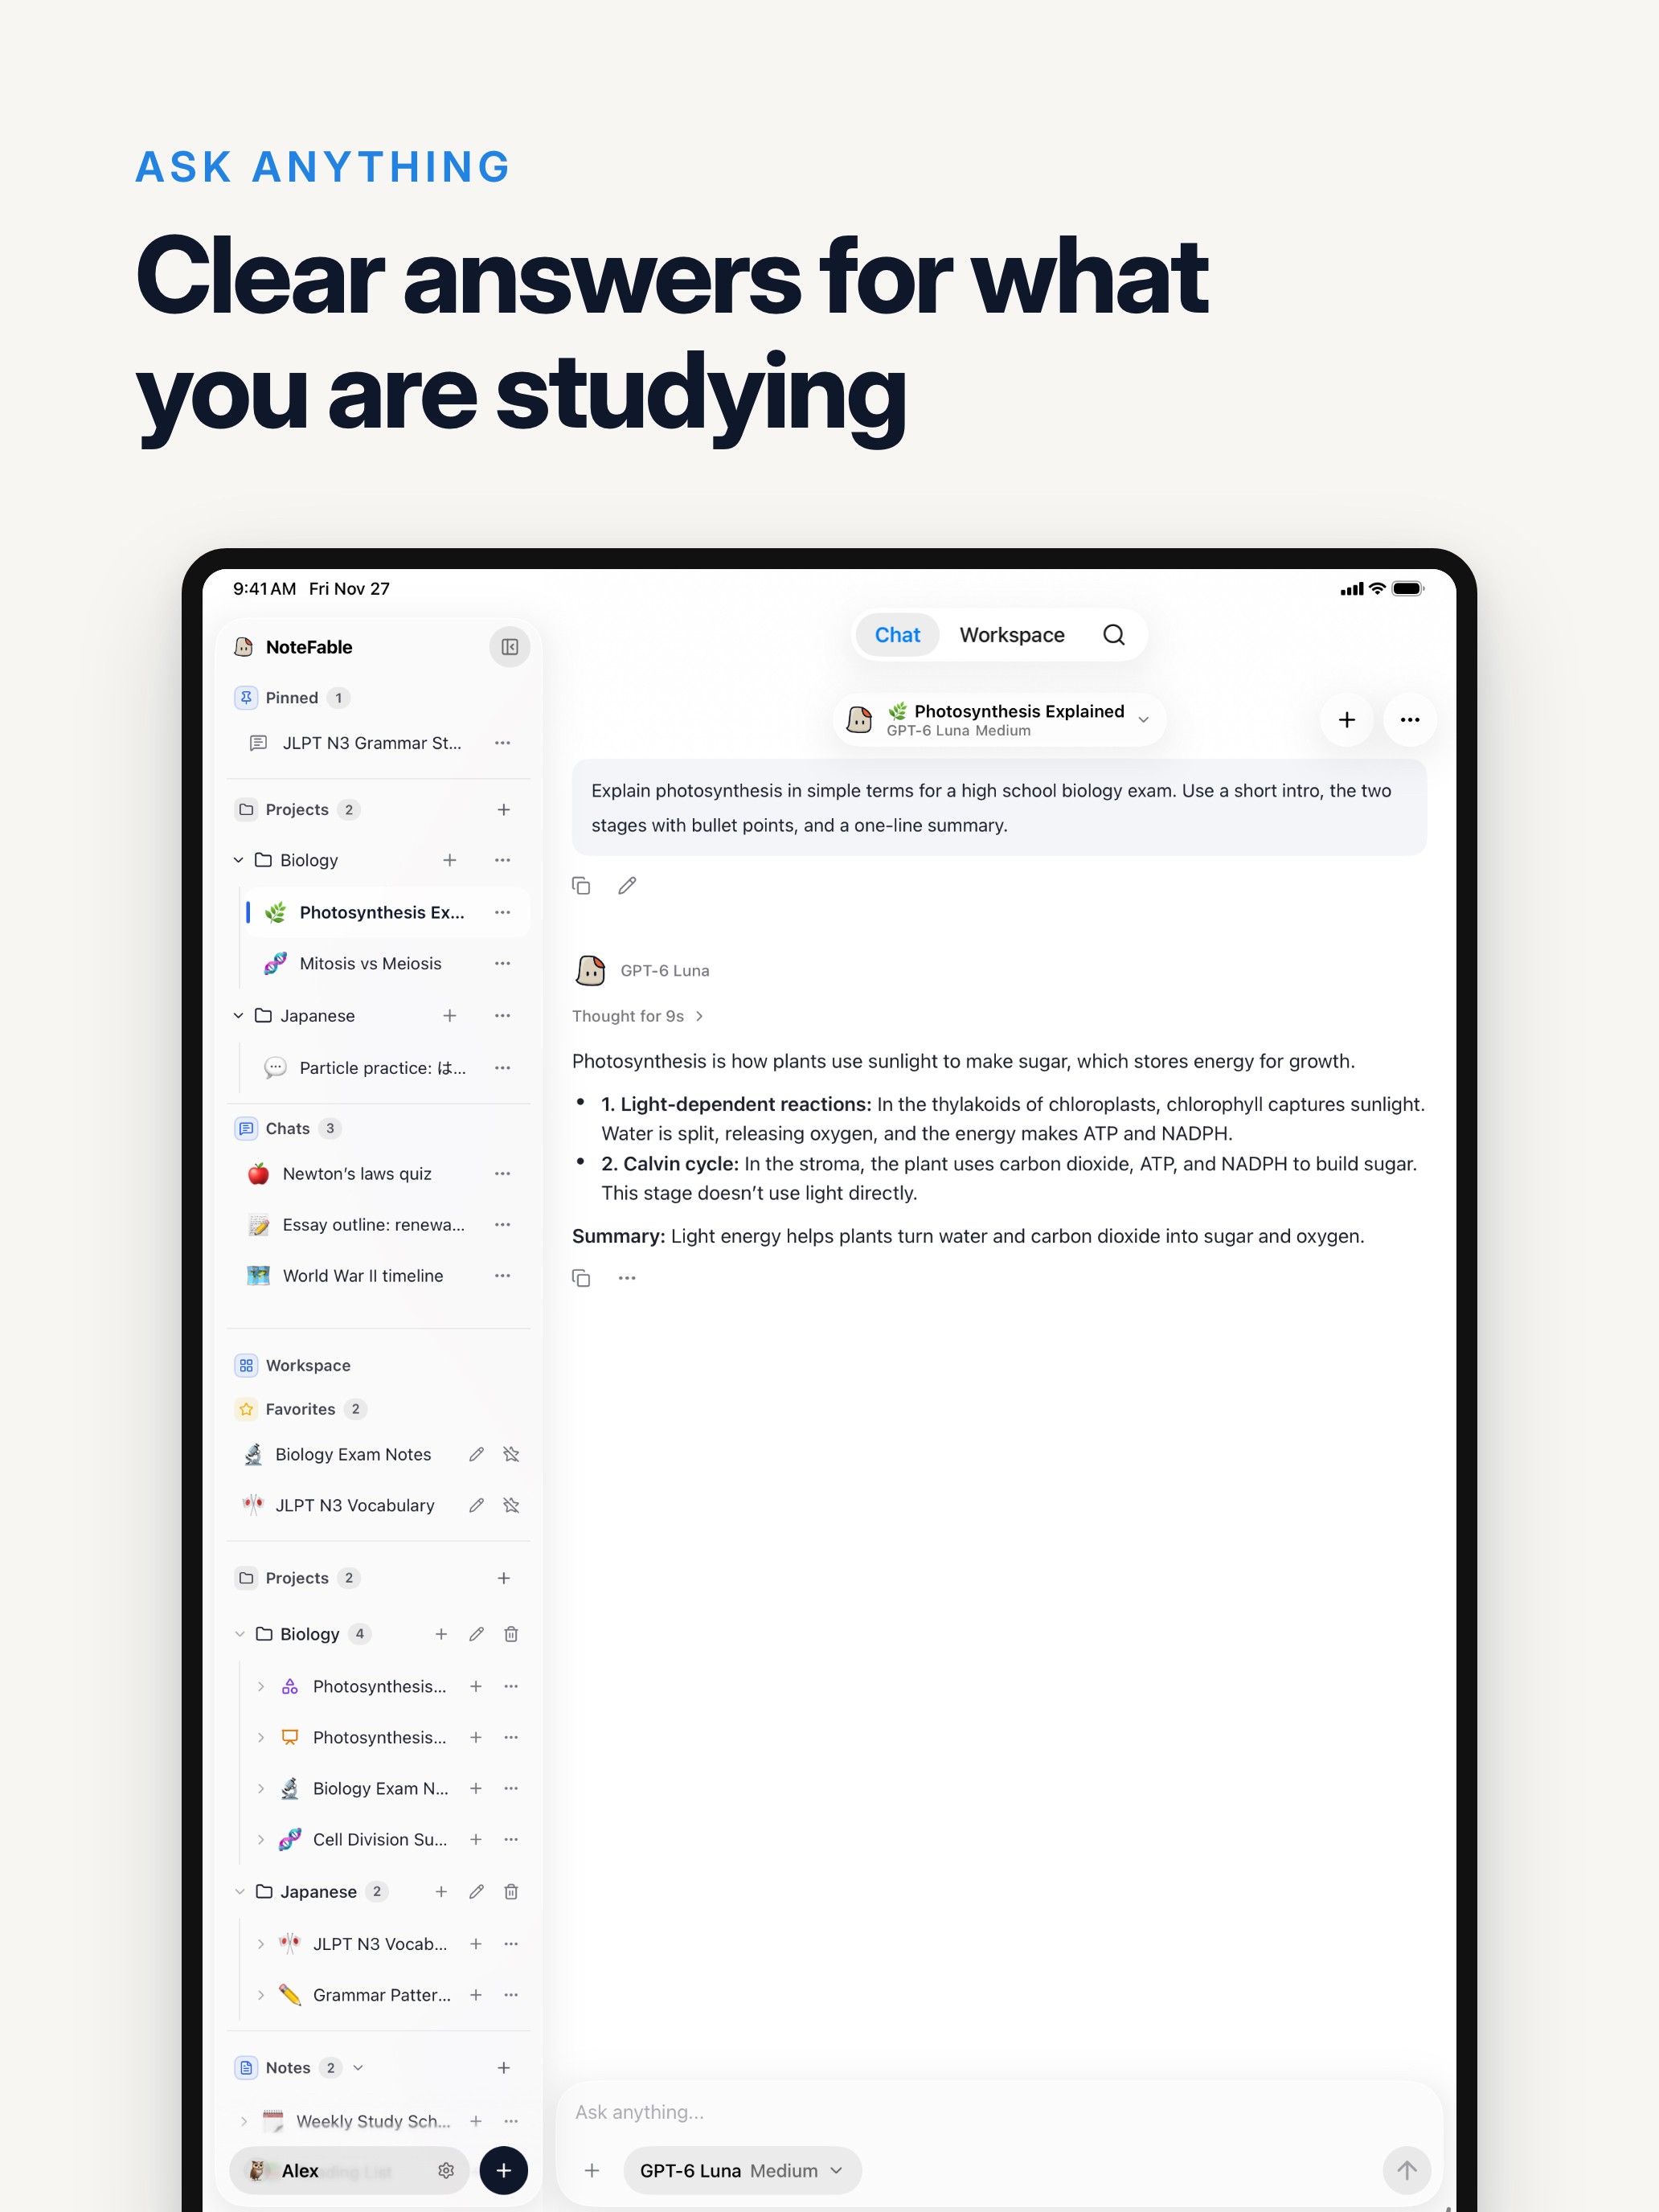 ASK ANYTHING
Clear answers for what
you are studying
9:41 AM Fri Nov 27
NoteFable
Pinned 1
JLPT N3 Grammar St...
Projects 2
Biology
Photosynthesis Ex...
Mitosis vs Meiosis
Japanese
Particle practice: は...
Chats 3
Newton's laws quiz
Essay outline: renewa...
World War II timeline
Workspace
Favorites 2
Biology Exam Notes
JLPT N3 Vocabulary
Projects 2
Biology 4
Photosynthesis...
Photosynthesis...
Biology Exam N...
Cell Division Su...
Japanese 2
JLPT N3 Vocab...
Grammar Patter...
Notes 2
Weekly Study Sch...
Alex
Chat Workspace
Photosynthesis Explained
GPT-6 Luna Medium
Explain photosynthesis in simple terms for a high school biology exam. Use a short intro, the two
stages with bullet points, and a one-line summary.
GPT-6 Luna
Thought for 9s
Photosynthesis is how plants use sunlight to make sugar, which stores energy for growth.
• 1. Light-dependent reactions: In the thylakoids of chloroplasts, chlorophyll captures sunlight.
Water is split, releasing oxygen, and the energy makes ATP and NADPH.
• 2. Calvin cycle: In the stroma, the plant uses carbon dioxide, ATP, and NADPH to build sugar.
This stage doesn't use light directly.
Summary: Light energy helps plants turn water and carbon dioxide into sugar and oxygen.
Ask anything...
GPT-6 Luna Medium